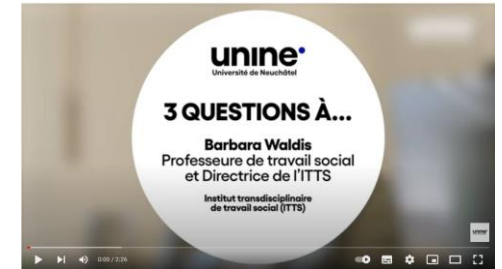 unine
Université de Neuchâtel
3 QUESTIONS À...
Barbara Waldis
Professeure de travail social
et Directrice de l'ITTS
Institut transdisciplinaire
de travail social (ITTS)
unine
0:00 / 2:26